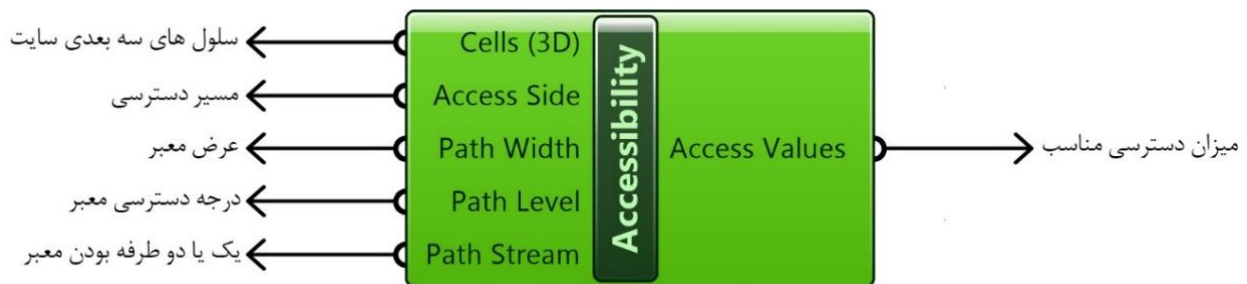 سلول های سه بعدی سایت
Cells (3D)
مسیر دسترسی
Access Side
عرض معبر
Path Width
درجه دسترسی معبر
Path Level
یک یا دو طرفه بودن معبر
Path Stream
Accessibility
Access Values
میزان دسترسی مناسب